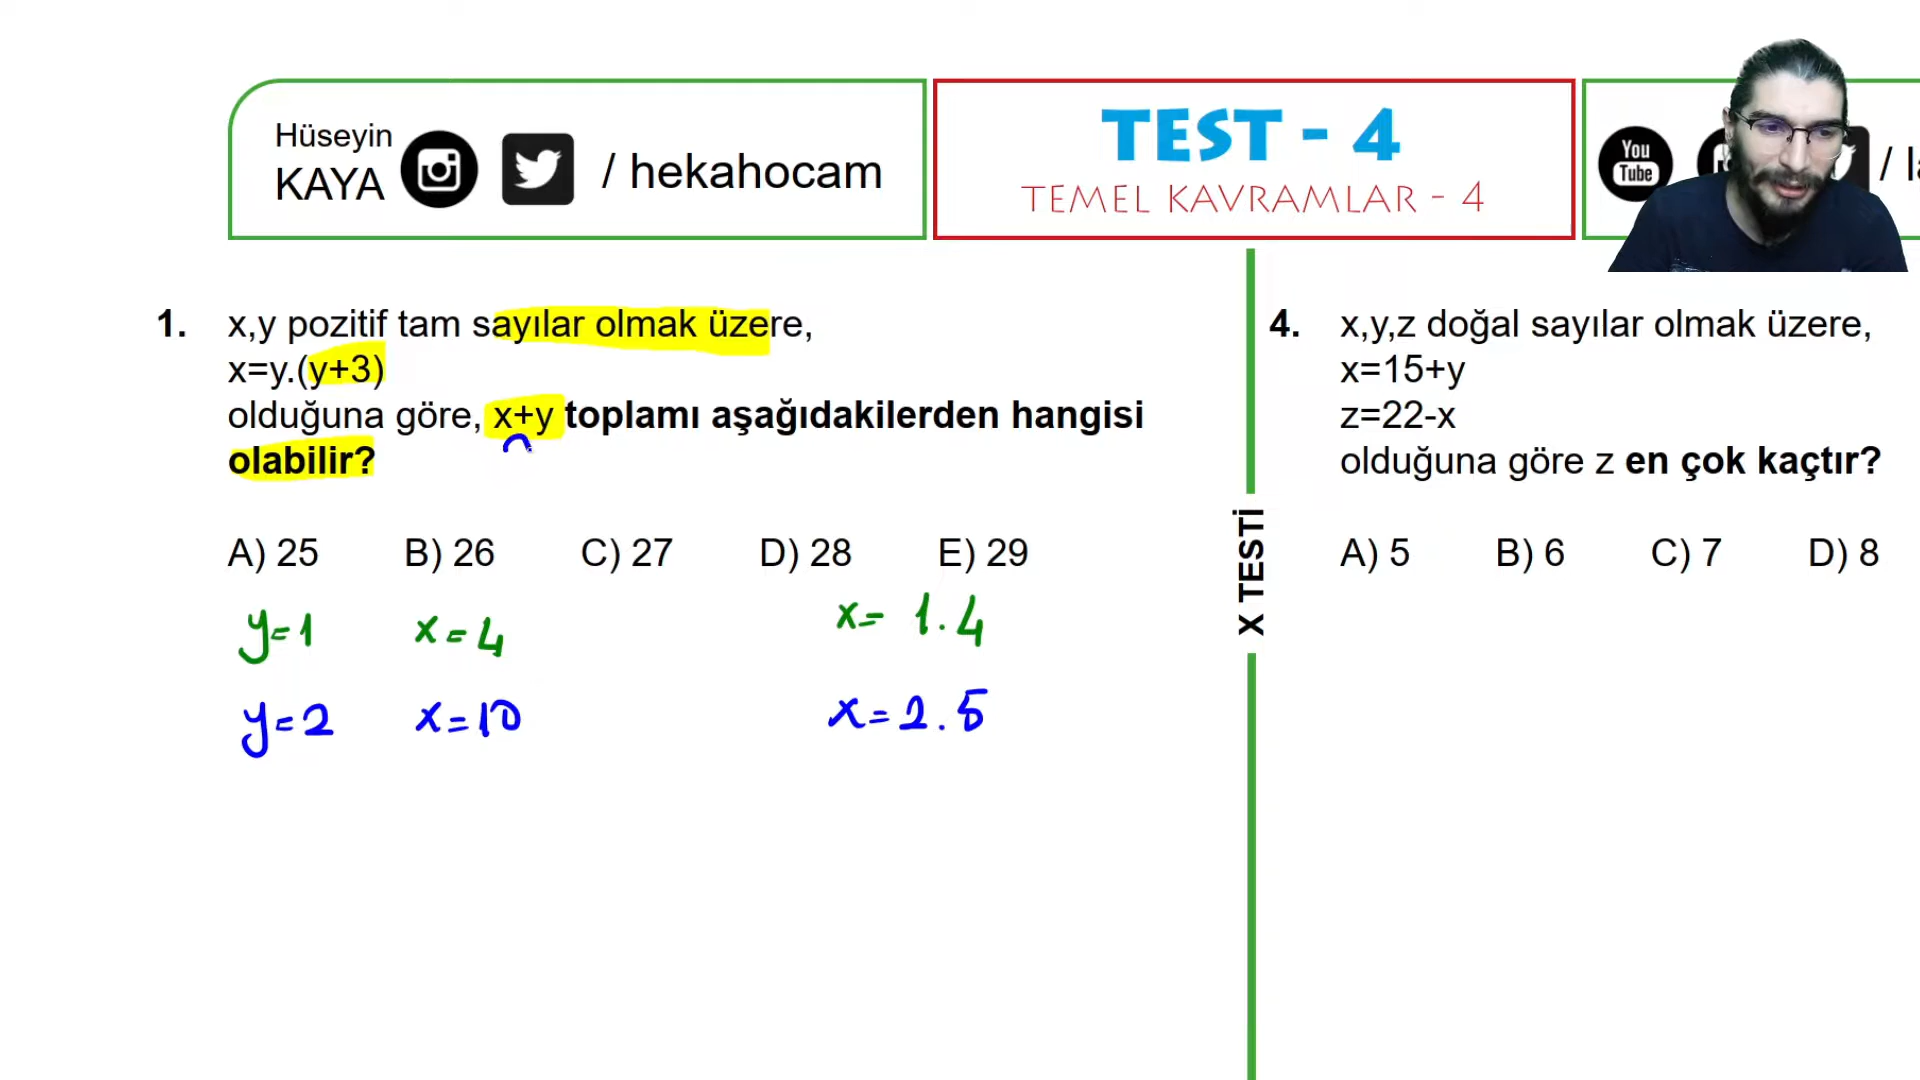 Hüseyin
KAYA
/ hekahocam
TEST - 4
TEMEL KAVRAMLAR - 4
You
Tube
/
1. x,y pozitif tam sayılar olmak üzere,
x=y.(y+3)
olduğuna göre, x+y toplamı aşağıdakilerden hangisi
olabilir?
A) 25 B) 26 C) 27 D) 28 E) 29
y=1 x=4 x= 1.4
y=2 x=10 x=2.5
X TESTİ
4. x,y,z doğal sayılar olmak üzere,
x=15+y
z=22-x
olduğuna göre z en çok kaçtır?
A) 5 B) 6 C) 7 D) 8